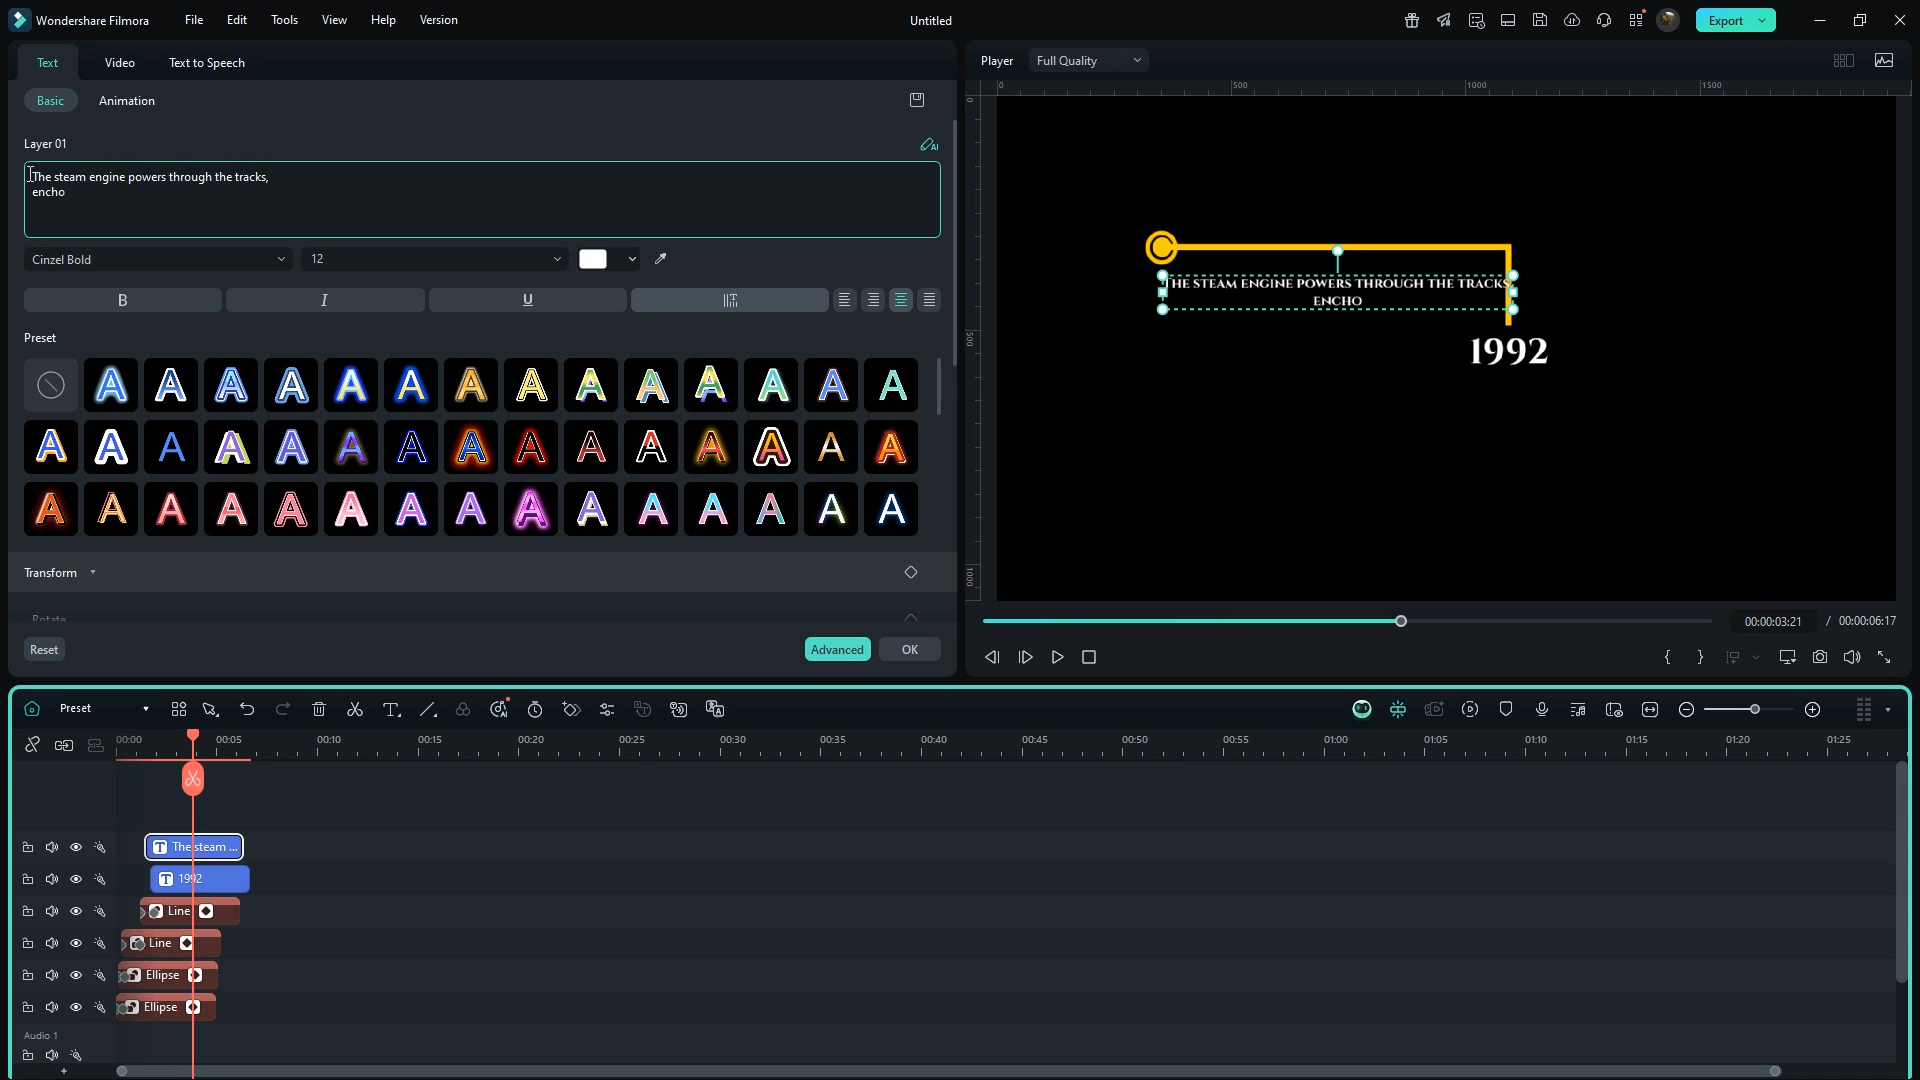 Wondershare Filmora
File
Edit
Tools
View
Help
Version
Untitled
Export
Text
Video
Text to Speech
Player
Full Quality
Basic
Animation
0
500
1000
1500
Layer 01
The steam engine powers through the tracks,
encho
Cinzel Bold
12
B
I
U
Preset
THE STEAM ENGINE POWERS THROUGH THE TRACKS,
ENCHO
1992
0
500
1000
Transform
Rotate
Reset
Advanced
OK
00:00:03:21
/ 00:00:06:17
Preset
00:00
00:05
00:10
00:15
00:20
00:25
00:30
00:35
00:40
00:45
00:50
00:55
01:00
01:05
01:10
01:15
01:20
01:25
The steam ...
1992
Line
Line
Ellipse
Ellipse
Audio 1